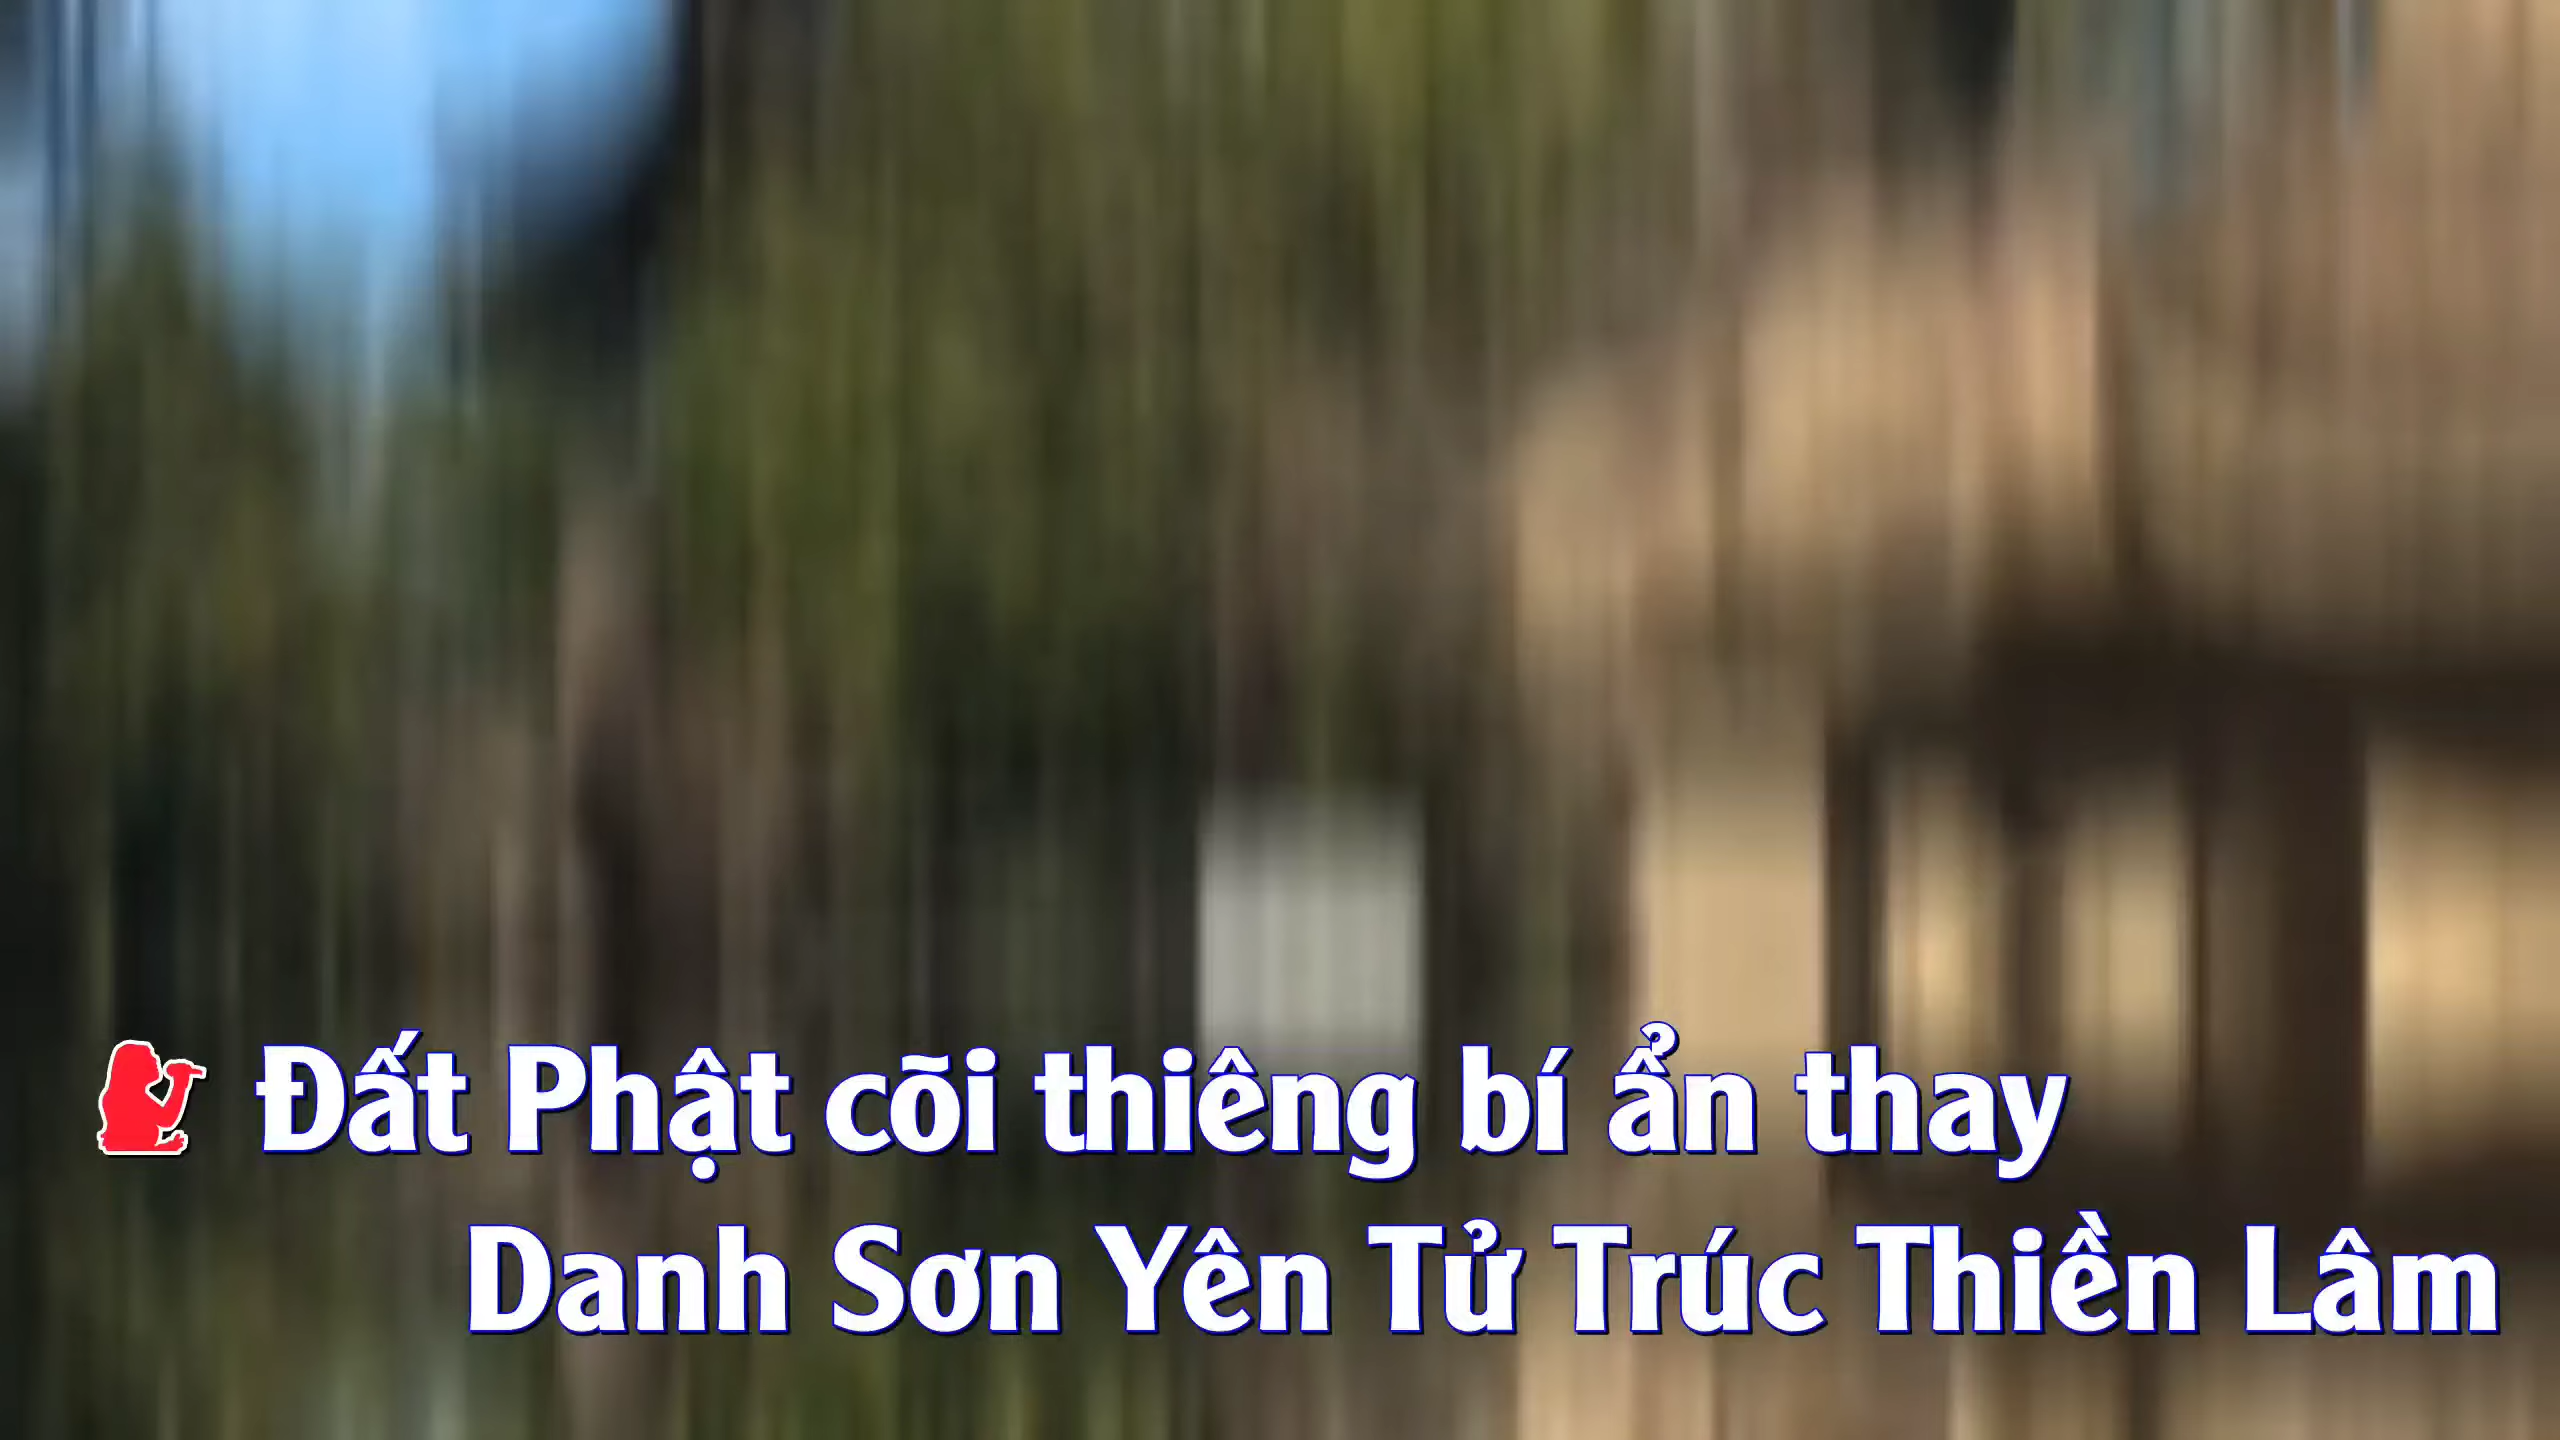 Đất Phật cõi thiêng bí ẩn thay
Danh Sơn Yên Tử Trúc Thiền Lâm